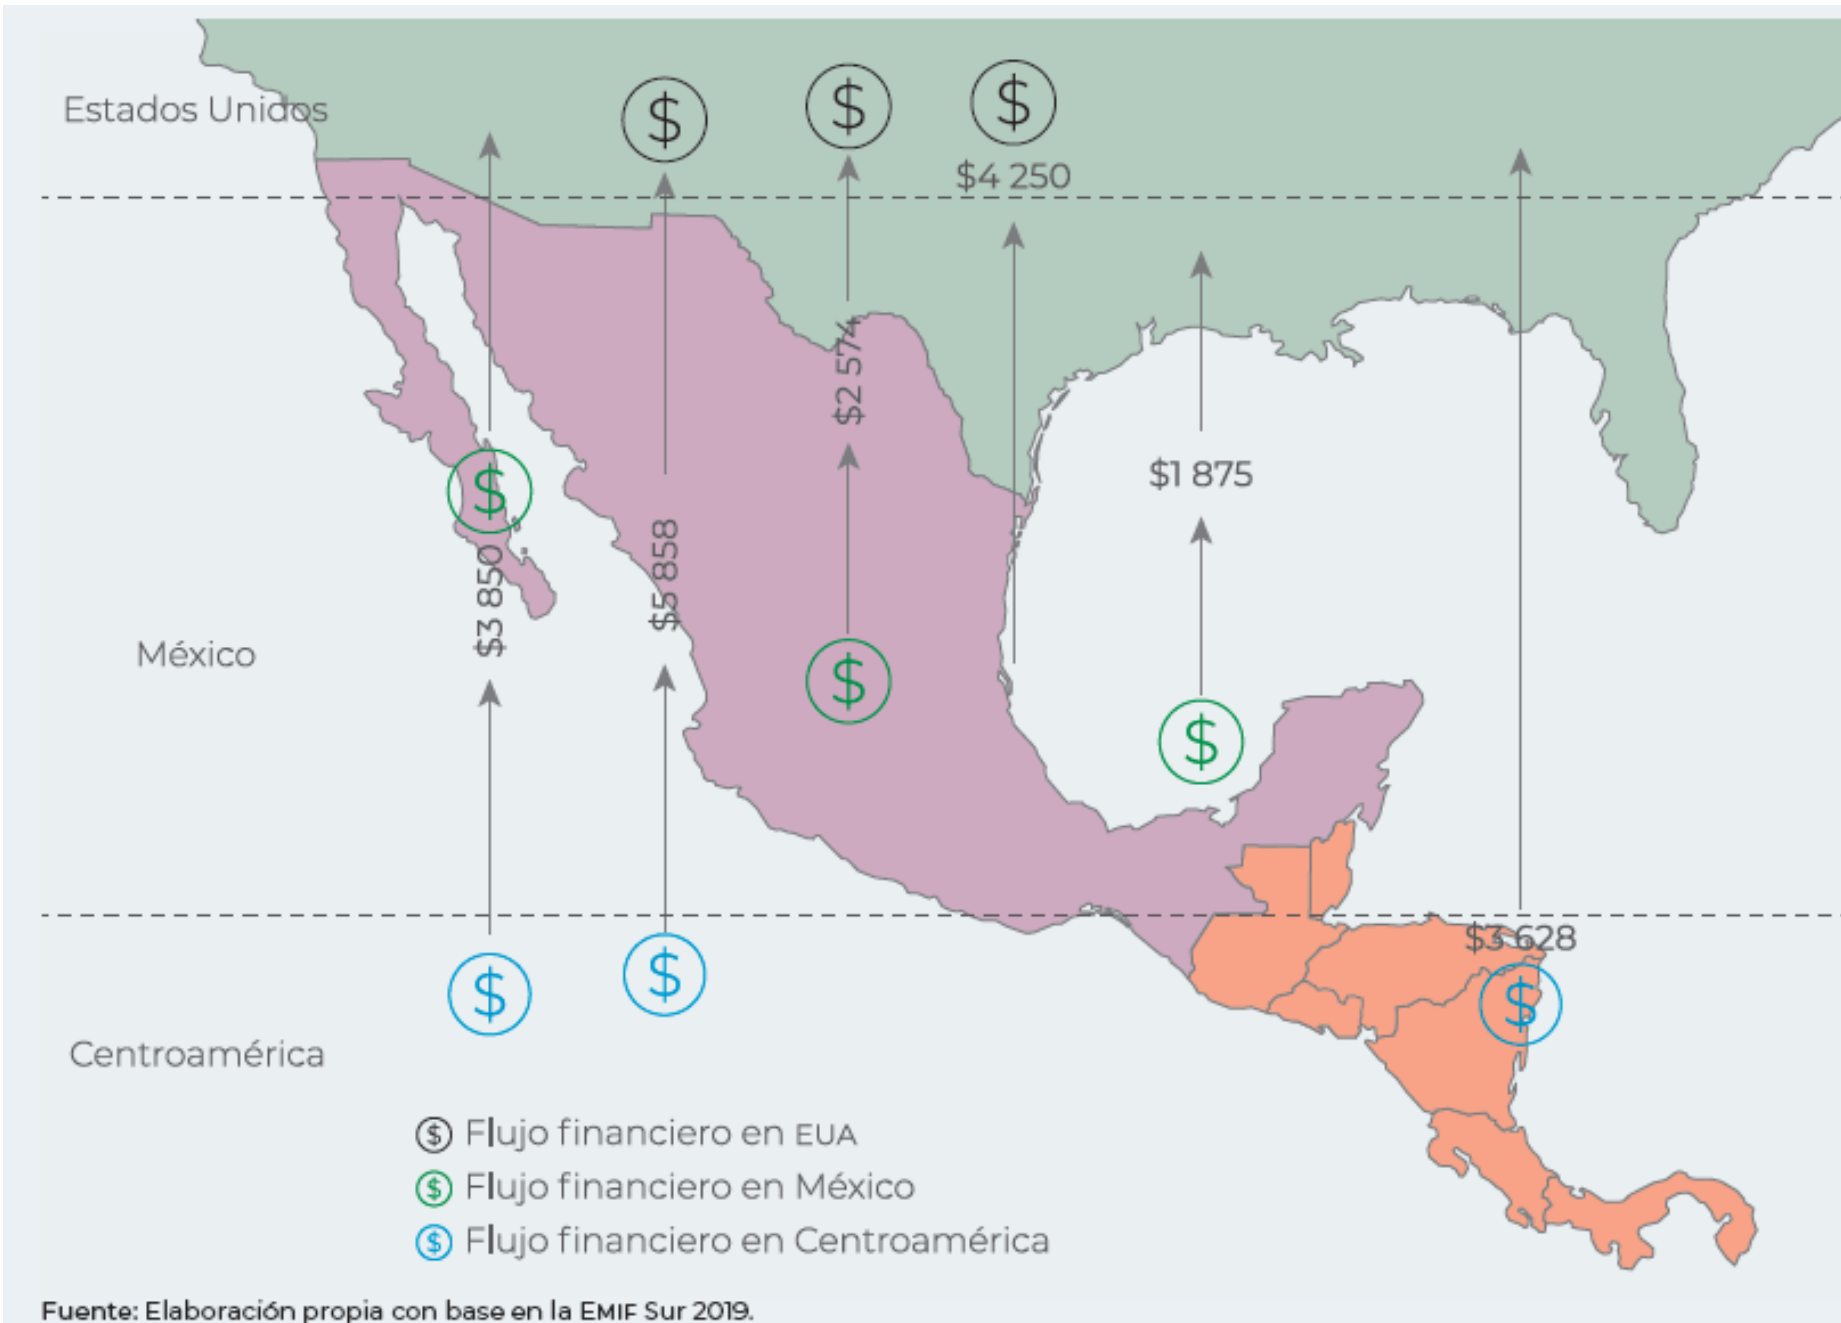 Estados Unidos
$
$
$
$4 250
$2 574
$
$1 875
$3 850
$5 858
México
$
$
$3 628
$
$
$
Centroamérica
$ Flujo financiero en EUA
$ Flujo financiero en México
$ Flujo financiero en Centroamérica
Fuente: Elaboración propia con base en la EMIF Sur 2019.